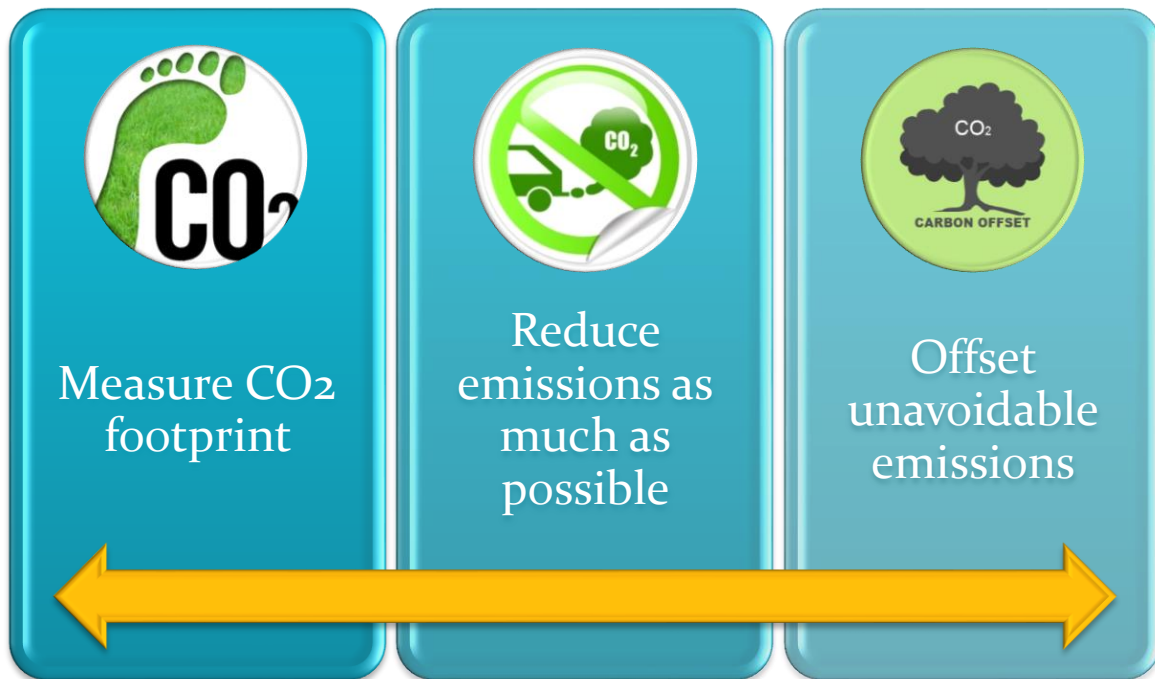 CO2
Measure CO2
footprint
CO2
Reduce
emissions as
much as
possible
CO2
CARBON OFFSET
Offset
unavoidable
emissions